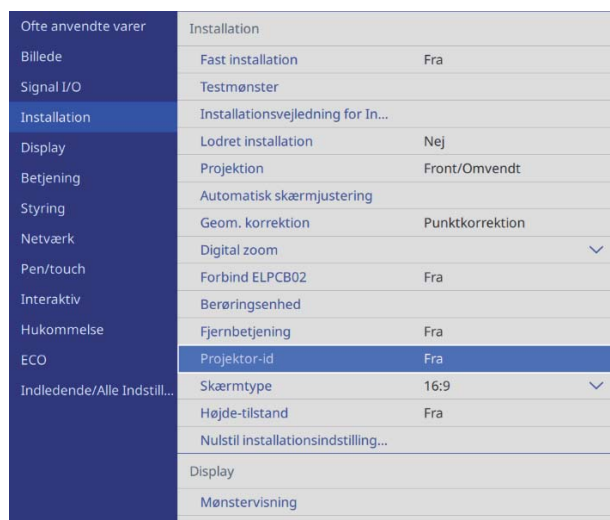 Ofte anvendte varer
Billede
Signal I/O
Installation
Display
Betjening
Styring
Netværk
Pen/touch
Interaktiv
Hukommelse
ECO
Indledende/Alle Indstill...
Installation
Fast installation Fra
Testmønster
Installationsvejledning for In...
Lodret installation Nej
Projektion Front/Omvendt
Automatisk skærmjustering
Geom. korrektion Punktkorrektion
Digital zoom
Forbind ELPCB02 Fra
Berøringsenhed
Fjernbetjening Fra
Projektor-id Fra
Skærmtype 16:9
Højde-tilstand Fra
Nulstil installationsindstilling...
Display
Mønstervisning